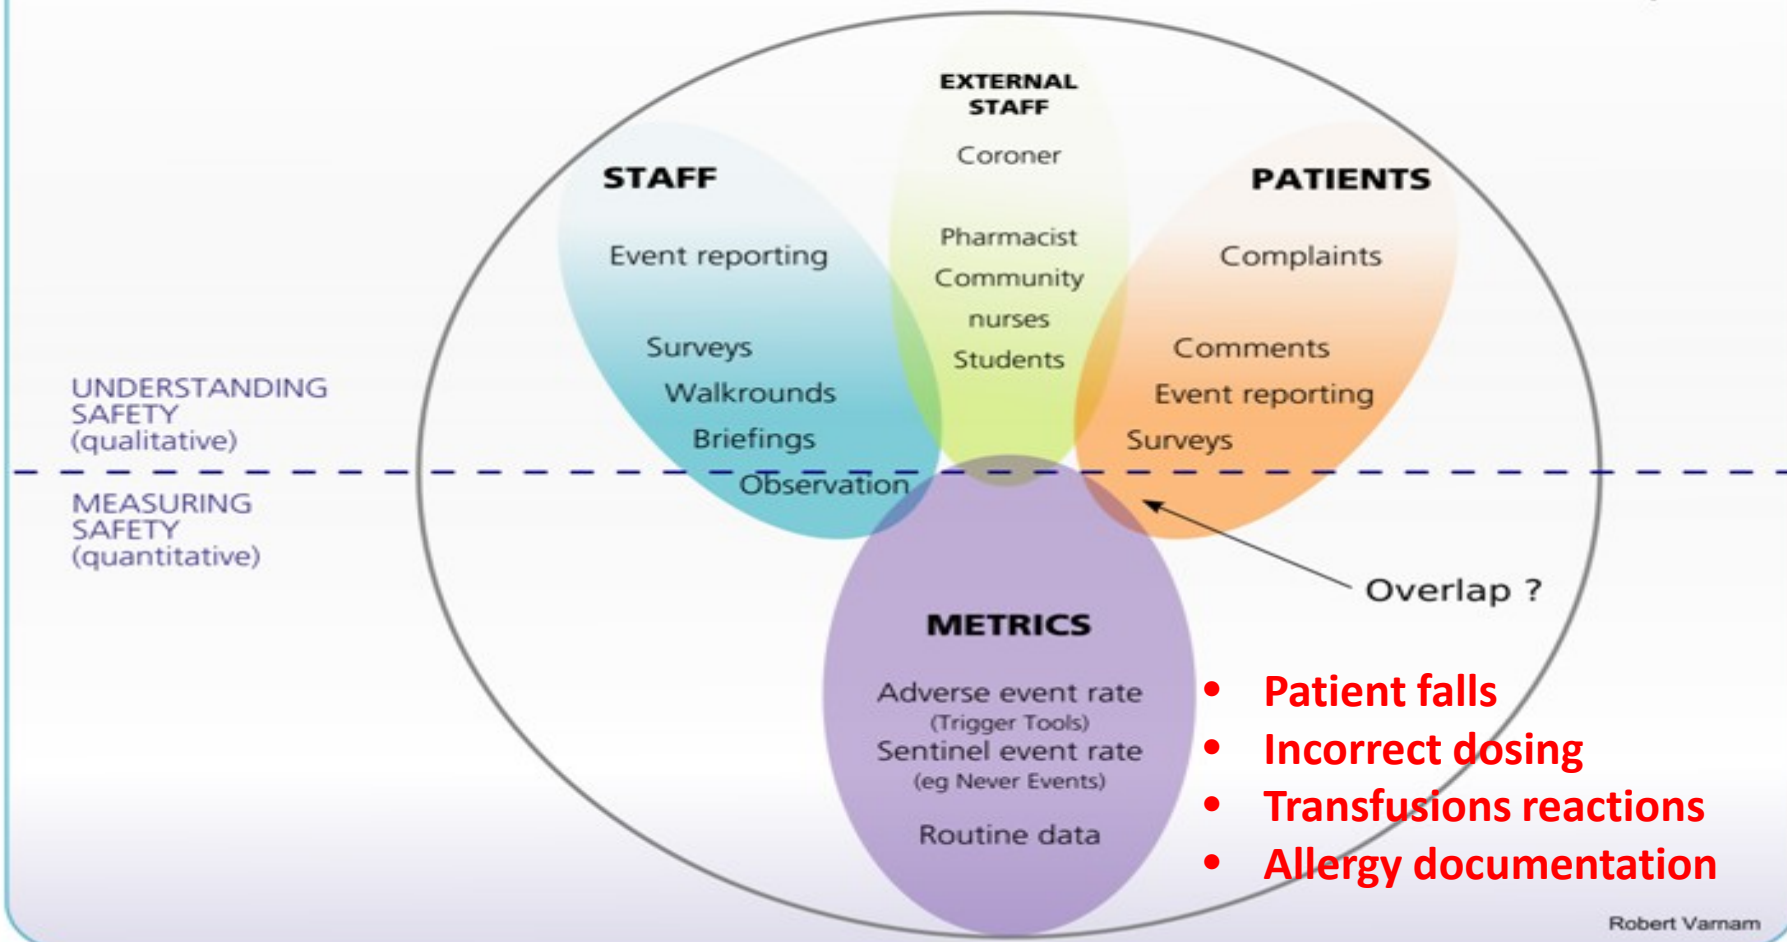 EXTERNAL
STAFF
Coroner
Pharmacist
Community
nurses
Students
STAFF
Event reporting
Surveys
Walkrounds
Briefings
Observation
PATIENTS
Complaints
Comments
Event reporting
Surveys
UNDERSTANDING
SAFETY
(qualitative)
MEASURING
SAFETY
(quantitative)
Overlap ?
METRICS
Adverse event rate
(Trigger Tools)
Sentinel event rate
(eg Never Events)
Routine data
• Patient falls
• Incorrect dosing
• Transfusions reactions
• Allergy documentation
Robert Varnam